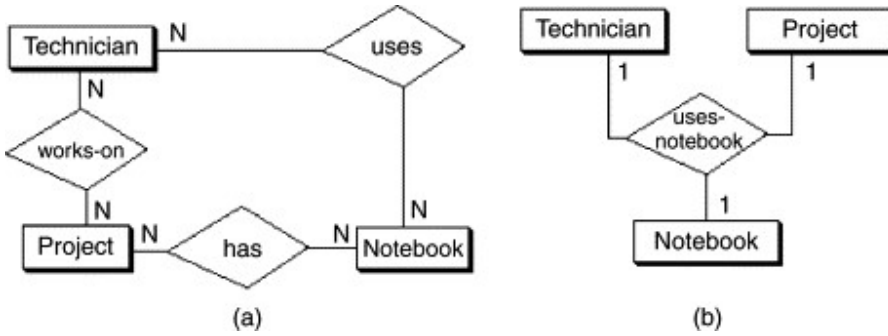 Technician N
uses
N
works-on
N N
Project N has N Notebook
(a)
Technician Project
1 1
uses-
notebook
1
Notebook
(b)